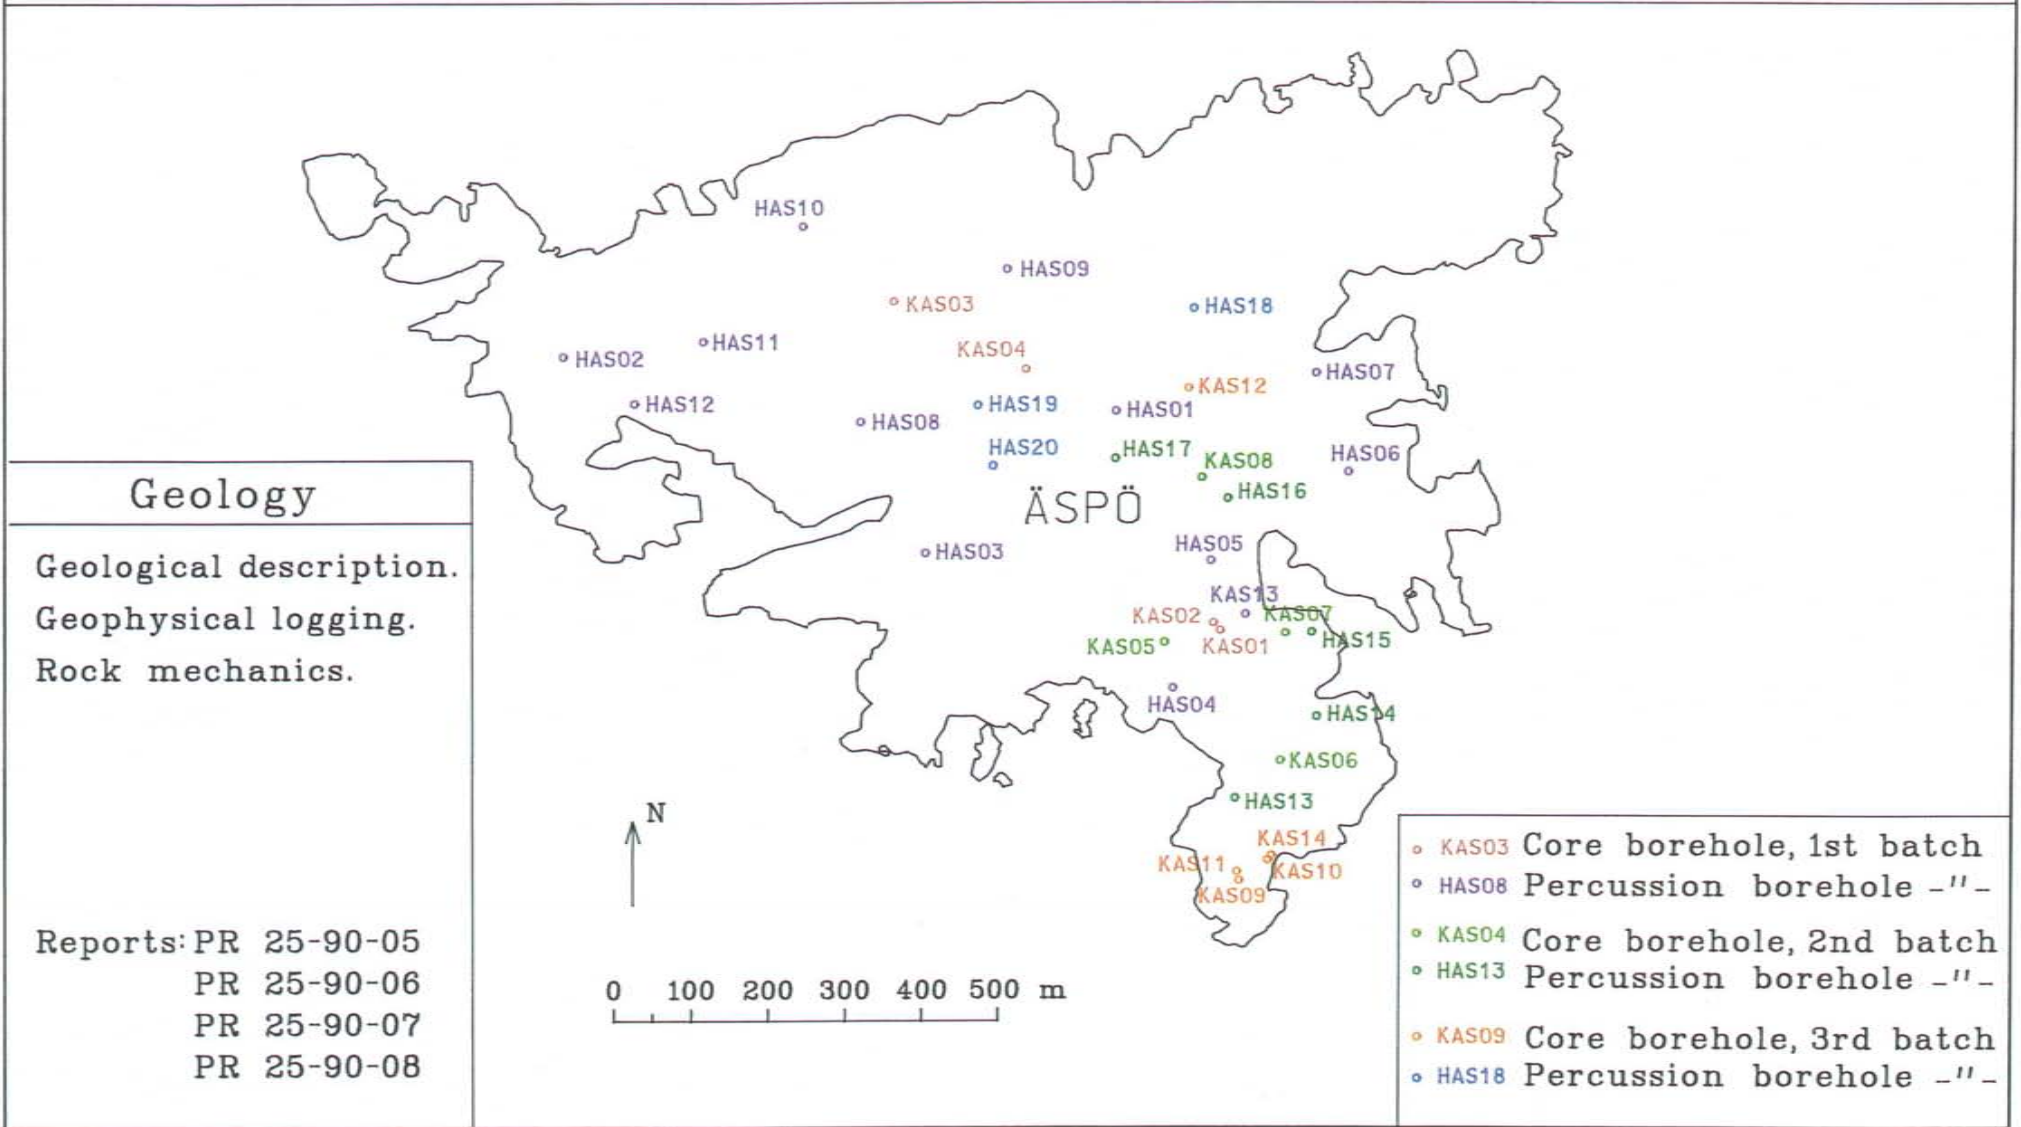 HAS10
HAS09
KAS03
HAS18
HAS11
KAS04
HAS02
HAS07
KAS12
HAS12
HAS19
HAS01
HAS08
HAS20
HAS17
HAS06
KAS08
HAS16
ÄSPÖ
HAS05
HAS03
KAS13
KAS02
KAS07
KAS05
KAS01
HAS15
HAS04
HAS14
KAS06
HAS13
KAS14
KAS11
KAS10
KAS09
Geology
Geological description.
Geophysical logging.
Rock mechanics.
Reports: PR 25-90-05
PR 25-90-06
PR 25-90-07
PR 25-90-08
N
0 100 200 300 400 500 m
KAS03 Core borehole, 1st batch
HAS08 Percussion borehole -"-
KAS04 Core borehole, 2nd batch
HAS13 Percussion borehole -"-
KAS09 Core borehole, 3rd batch
HAS18 Percussion borehole -"-